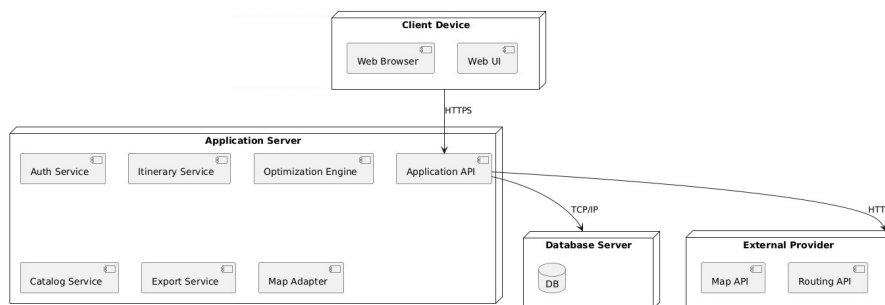 Client Device
Web Browser
Web UI
HTTPS
Application Server
Auth Service
Itinerary Service
Optimization Engine
Application API
TCP/IP
HTT
Database Server
External Provider
Catalog Service
Export Service
Map Adapter
DB
Map API
Routing API